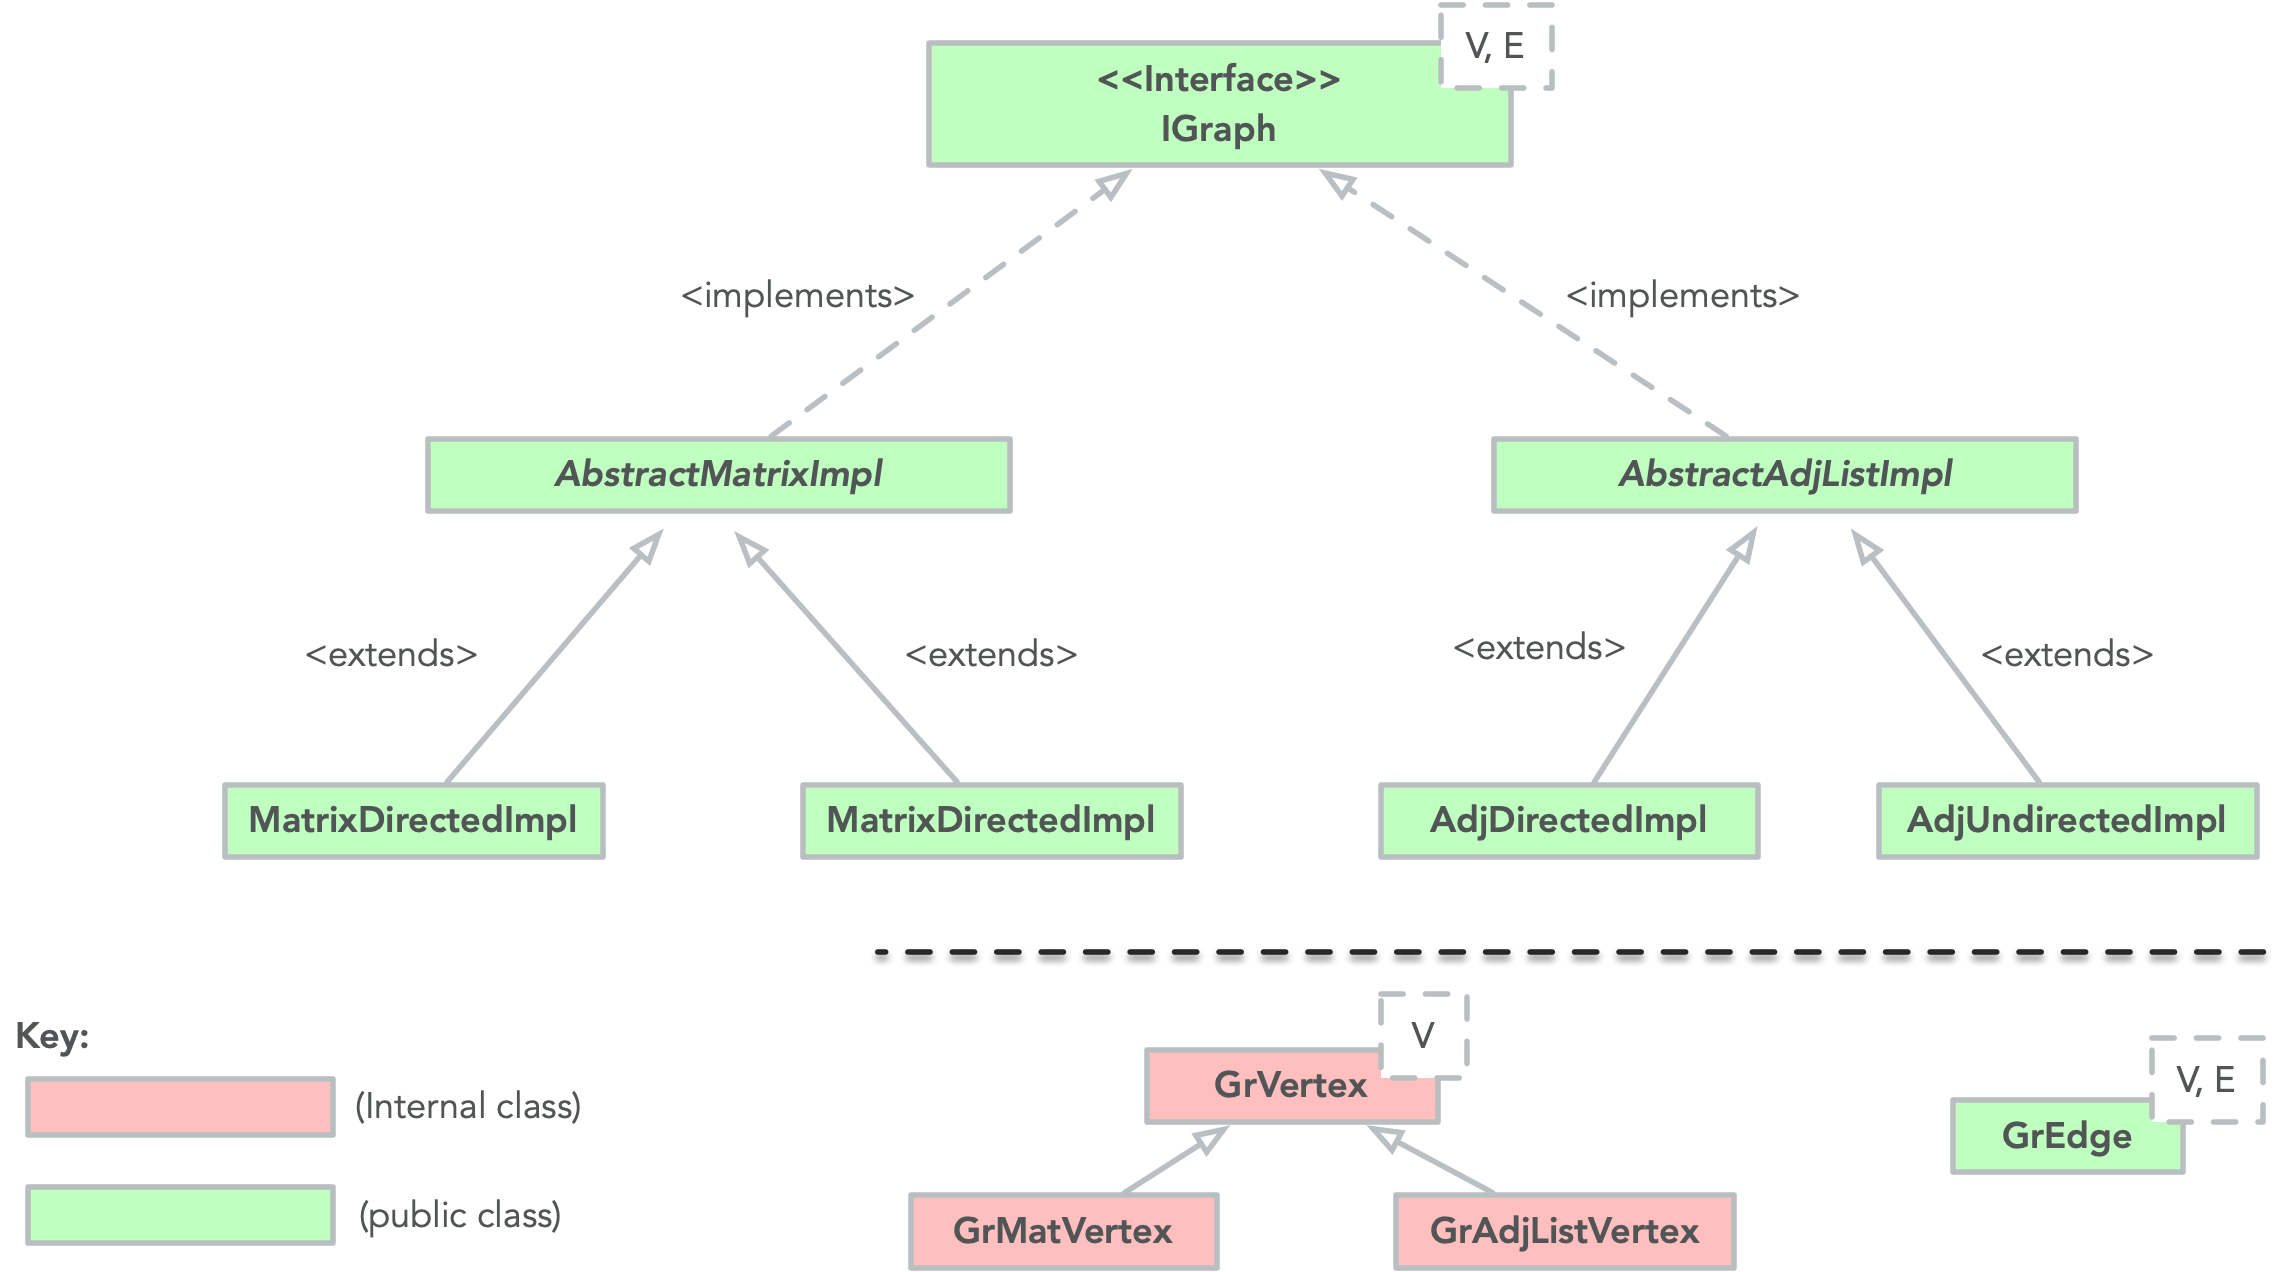 V, E
<<Interface>>
IGraph
<implements>
<implements>
AbstractMatrixImpl
AbstractAdjListImpl
<extends>
<extends>
<extends>
<extends>
MatrixDirectedImpl
MatrixDirectedImpl
AdjDirectedImpl
AdjUndirectedImpl
Key:
(Internal class)
(public class)
V
GrVertex
GrMatVertex
GrAdjListVertex
V, E
GrEdge